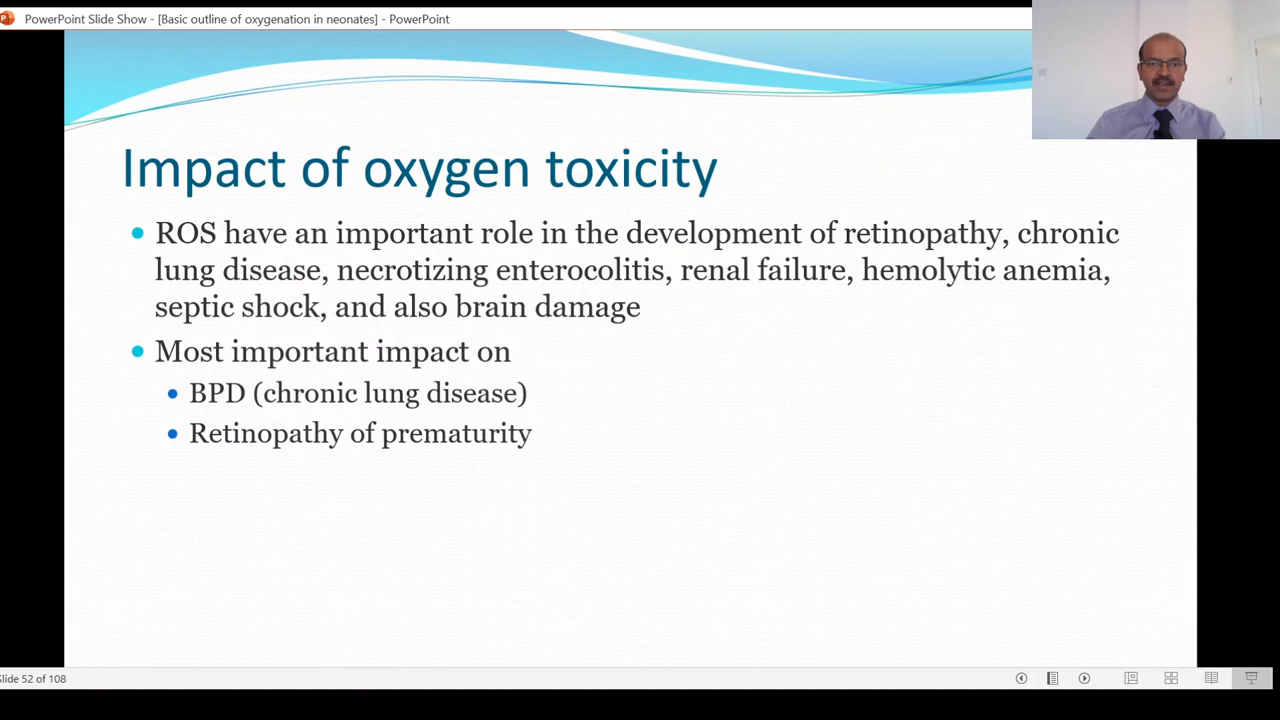 PowerPoint Slide Show - [Basic outline of oxygenation in neonates] - PowerPoint
Impact of oxygen toxicity
ROS have an important role in the development of retinopathy, chronic
lung disease, necrotizing enterocolitis, renal failure, hemolytic anemia,
septic shock, and also brain damage
Most important impact on
BPD (chronic lung disease)
Retinopathy of prematurity
Slide 52 of 108